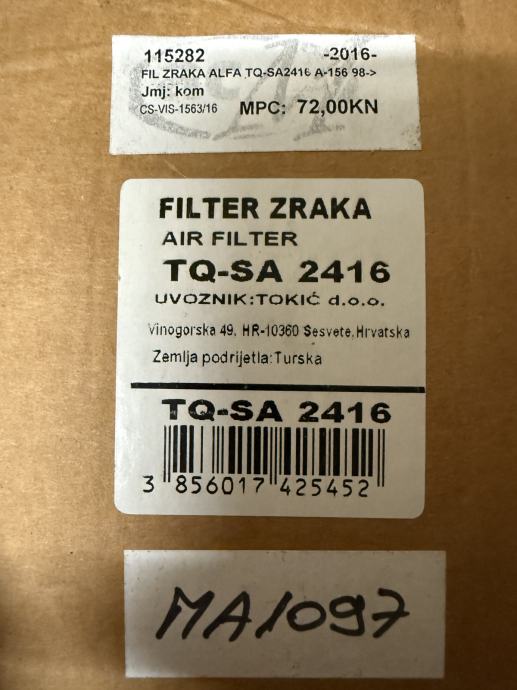 115282 -2016-
FIL ZRAKA ALFA TQ-SA2416 A-156 98->
Jmj: kom
CS-VIS-1563/16 MPC: 72,00KN
FILTER ZRAKA
AIR FILTER
TQ-SA 2416
UVOZNIK:TOKIĆ d.o.o.
Vinogorska 49, HR-10360 Sesvete,Hrvatska
Zemlja podrijetla:Turska
TQ-SA 2416
3 856017 425452
MA1097